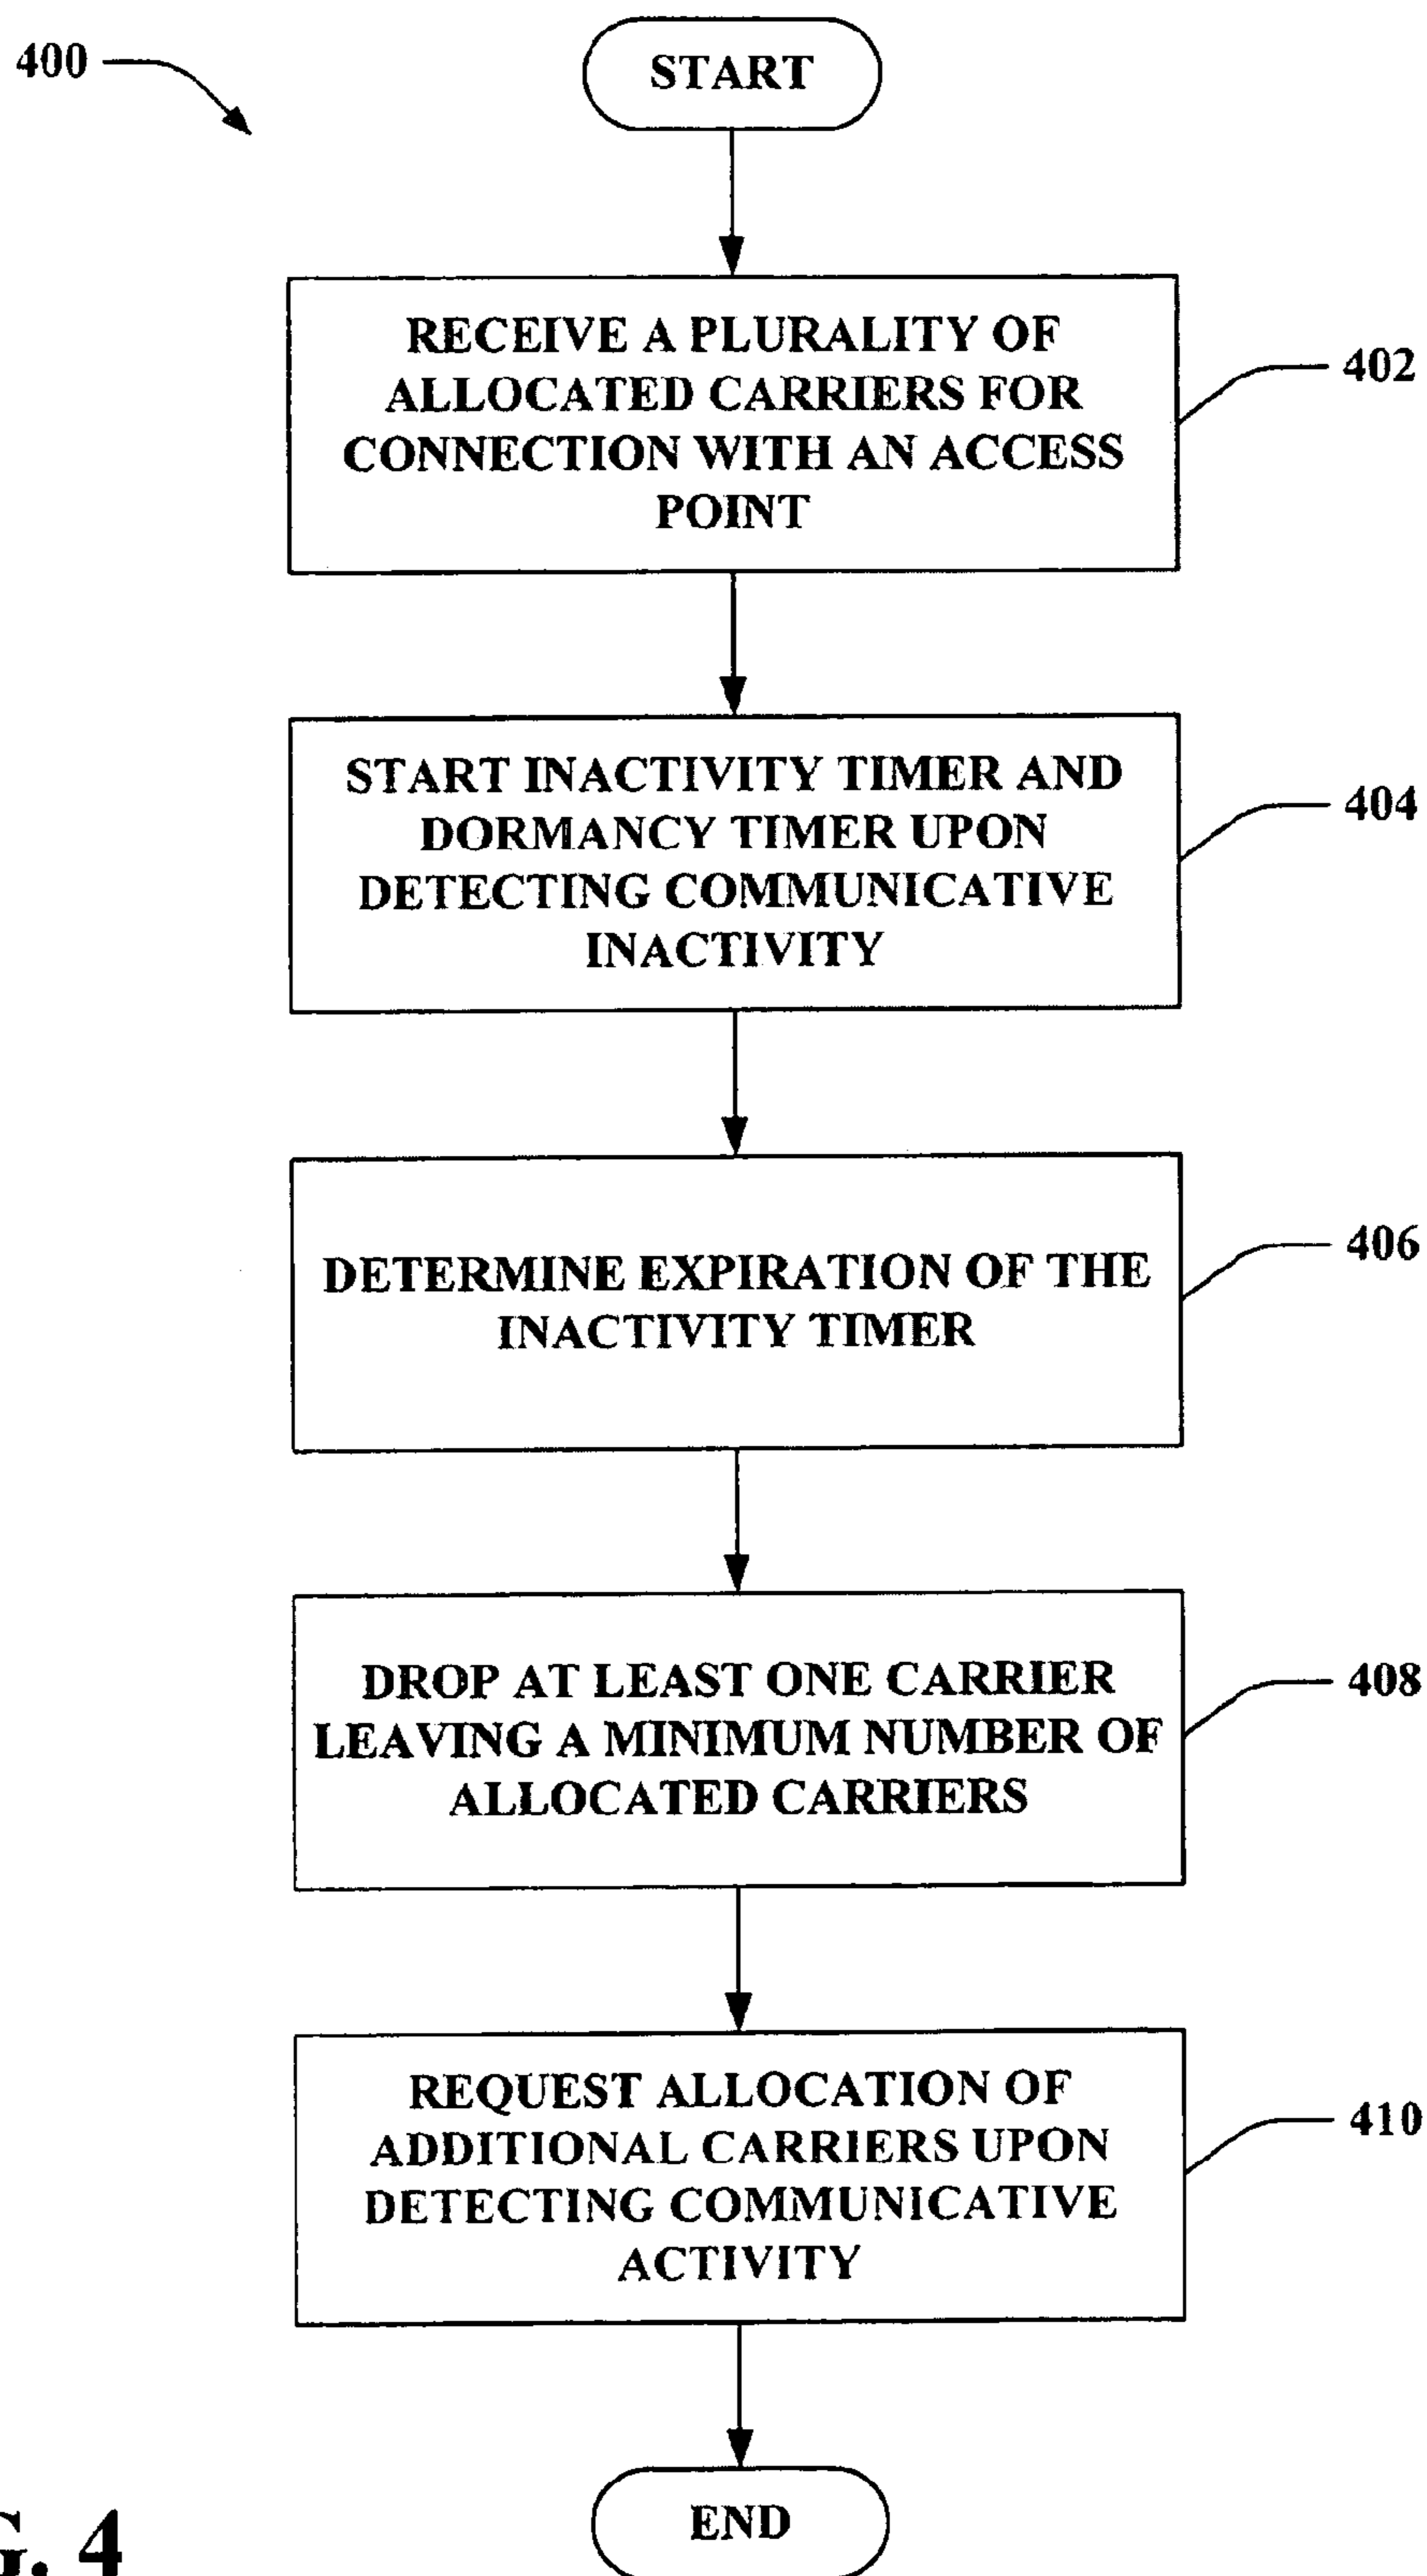 400
START
RECEIVE A PLURALITY OF
ALLOCATED CARRIERS FOR
CONNECTION WITH AN ACCESS
POINT
402
START INACTIVITY TIMER AND
DORMANCY TIMER UPON
DETECTING COMMUNICATIVE
INACTIVITY
404
DETERMINE EXPIRATION OF THE
INACTIVITY TIMER
406
DROP AT LEAST ONE CARRIER
LEAVING A MINIMUM NUMBER OF
ALLOCATED CARRIERS
408
REQUEST ALLOCATION OF
ADDITIONAL CARRIERS UPON
DETECTING COMMUNICATIVE
ACTIVITY
410
END
G. 4